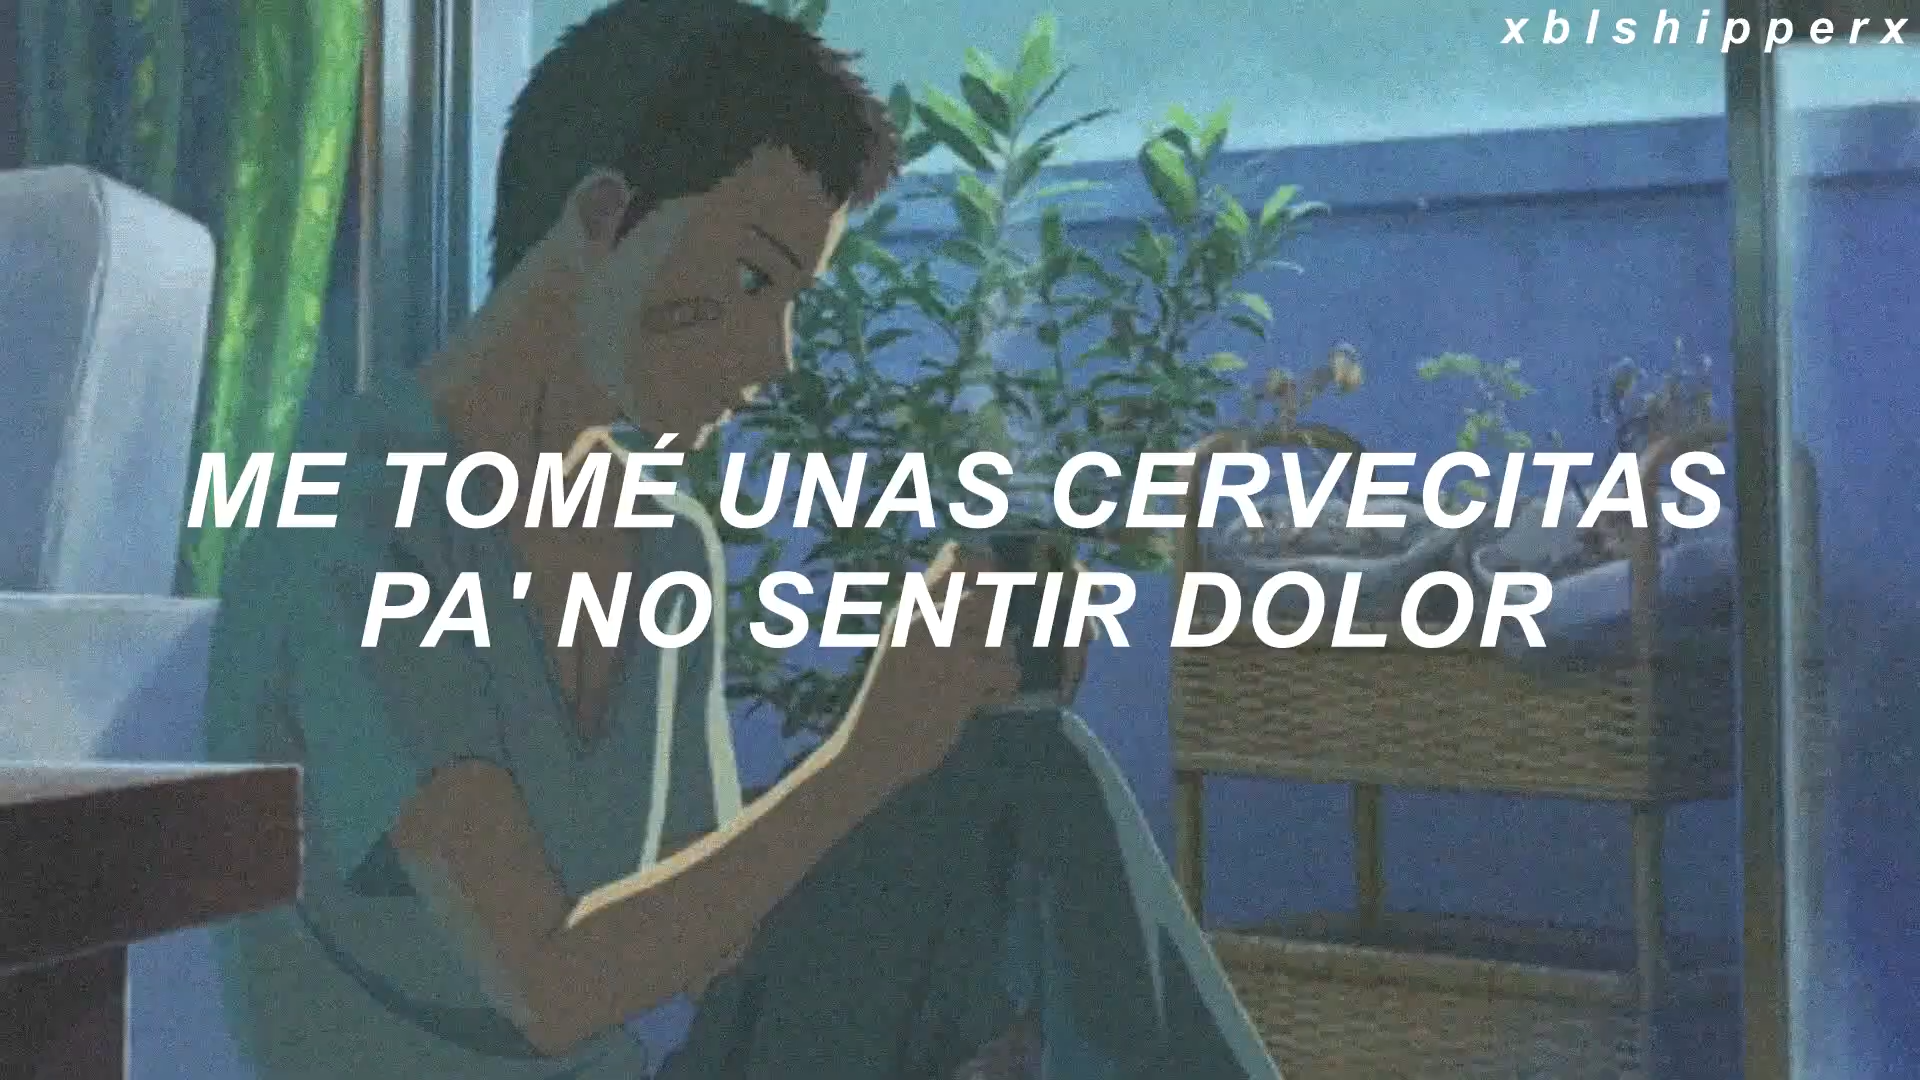 xblshipperx
ME TOMÉ UNAS CERVECITAS
PA' NO SENTIR DOLOR